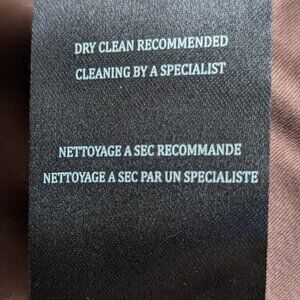 DRY CLEAN RECOMMENDED
CLEANING BY A SPECIALIST
NETTOYAGE A SEC RECOMMANDE
NETTOYAGE A SEC PAR UN SPECIALISTE